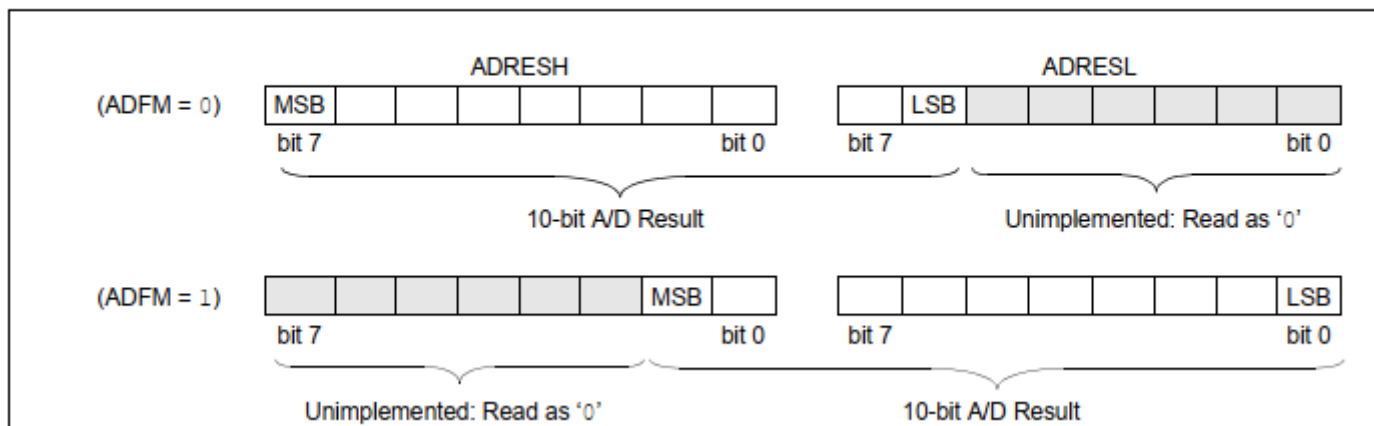 ADRESH ADRESL
(ADFM = 0) MSB LSB
bit 7 bit 0 bit 7 bit 0
10-bit A/D Result Unimplemented: Read as ‘0’
(ADFM = 1) MSB LSB
bit 7 bit 0 bit 7 bit 0
Unimplemented: Read as ‘0’ 10-bit A/D Result